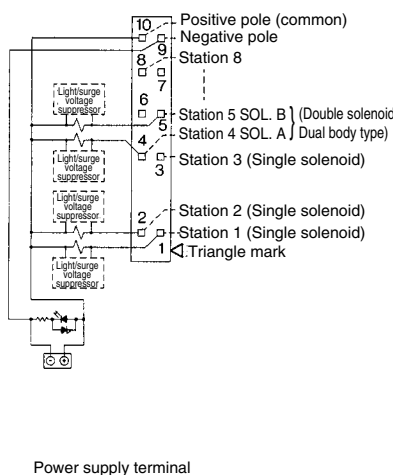 10
Positive pole (common)
Negative pole
9
8
Station 8
7
Light/surge
voltage
suppressor
6
5
Station 5 SOL. B
(Double solenoid
Station 4 SOL. A
Dual body type)
4
Light/surge
voltage
suppressor
3
Station 3 (Single solenoid)
Light/surge
voltage
suppressor
2
Station 2 (Single solenoid)
Station 1 (Single solenoid)
1
Triangle mark
Light/surge
voltage
suppressor
Power supply terminal